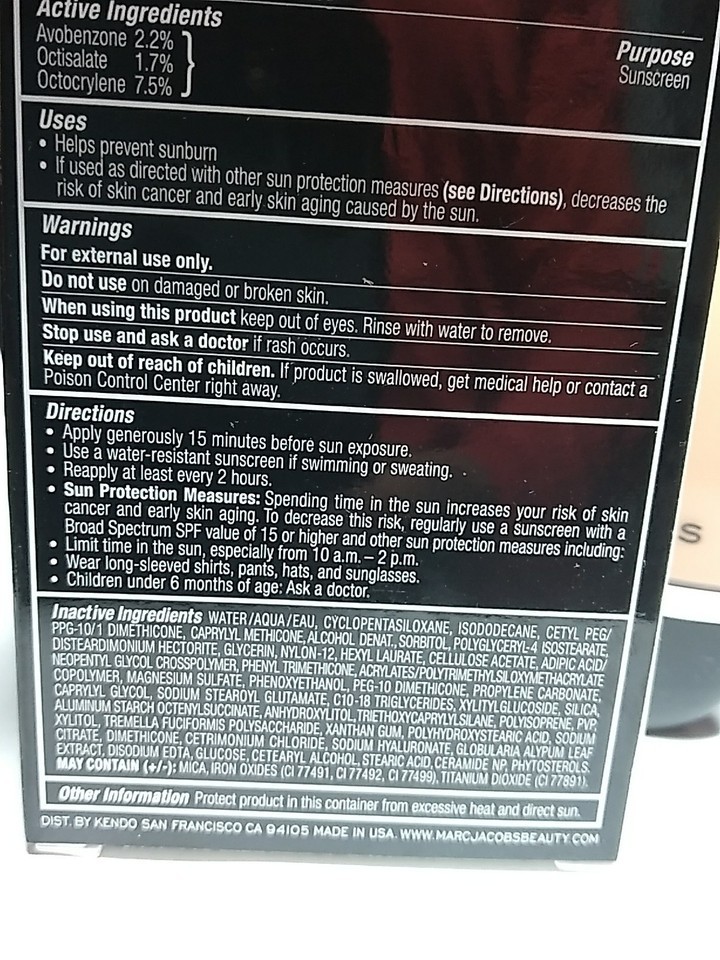 Active Ingredients
Avobenzone 2.2%
Octisalate 1.7%
Octocrylene 7.5%
Purpose
Sunscreen
Uses
• Helps prevent sunburn
• If used as directed with other sun protection measures (see Directions), decreases the
risk of skin cancer and early skin aging caused by the sun.
Warnings
For external use only.
Do not use on damaged or broken skin.
When using this product keep out of eyes. Rinse with water to remove.
Stop use and ask a doctor if rash occurs.
Keep out of reach of children. If product is swallowed, get medical help or contact a
Poison Control Center right away.
Directions
• Apply generously 15 minutes before sun exposure.
• Use a water-resistant sunscreen if swimming or sweating.
• Reapply at least every 2 hours.
• Sun Protection Measures: Spending time in the sun increases your risk of skin
cancer and early skin aging. To decrease this risk, regularly use a sunscreen with a
Broad Spectrum SPF value of 15 or higher and other sun protection measures including:
• Limit time in the sun, especially from 10 a.m. – 2 p.m.
• Wear long-sleeved shirts, pants, hats, and sunglasses.
• Children under 6 months of age: Ask a doctor.
Inactive Ingredients WATER/AQUA/EAU, CYCLOPENTASILOXANE, ISODODECANE, CETYL PEG/
PPG-10/1 DIMETHICONE, CAPRYLYL METHICONE, ALCOHOL DENAT., SORBITOL, POLYGLYCERYL-4 ISOSTEARATE,
DISTEARDIMONIUM HECTORITE, GLYCERIN, NYLON-12, HEXYL LAURATE, CELLULOSE ACETATE, ADIPIC ACID/
NEOPENTYL GLYCOL CROSSPOLYMER, PHENYL TRIMETHICONE, ACRYLATES/POLYTRIMETHYLSILOXYMETHACRYLATE
COPOLYMER, MAGNESIUM SULFATE, PHENOXYETHANOL, PEG-10 DIMETHICONE, PROPYLENE CARBONATE,
CAPRYLYL GLYCOL, SODIUM STEAROYL GLUTAMATE, C10-18 TRIGLYCERIDES, XYLITYLGLUCOSIDE, SILICA,
ALUMINUM STARCH OCTENYLSUCCINATE, ANHYDROXYLITOL, TRIETHOXYCAPRYLYLSILANE, POLYISOPRENE, PVP,
XYLITOL, TREMELLA FUCIFORMIS POLYSACCHARIDE, XANTHAN GUM, POLYHYDROXYSTEARIC ACID, SODIUM
CITRATE, DIMETHICONE, CETRIMONIUM CHLORIDE, SODIUM HYALURONATE, GLOBULARIA ALYPUM LEAF
EXTRACT, DISODIUM EDTA, GLUCOSE, CETEARYL ALCOHOL, STEARIC ACID, CERAMIDE NP, PHYTOSTEROLS.
MAY CONTAIN (+/-): MICA, IRON OXIDES (CI 77491, CI 77492, CI 77499), TITANIUM DIOXIDE (CI 77891).
Other Information Protect product in this container from excessive heat and direct sun.
DIST. BY KENDO SAN FRANCISCO CA 94105 MADE IN USA. WWW.MARCJACOBSBEAUTY.COM
S